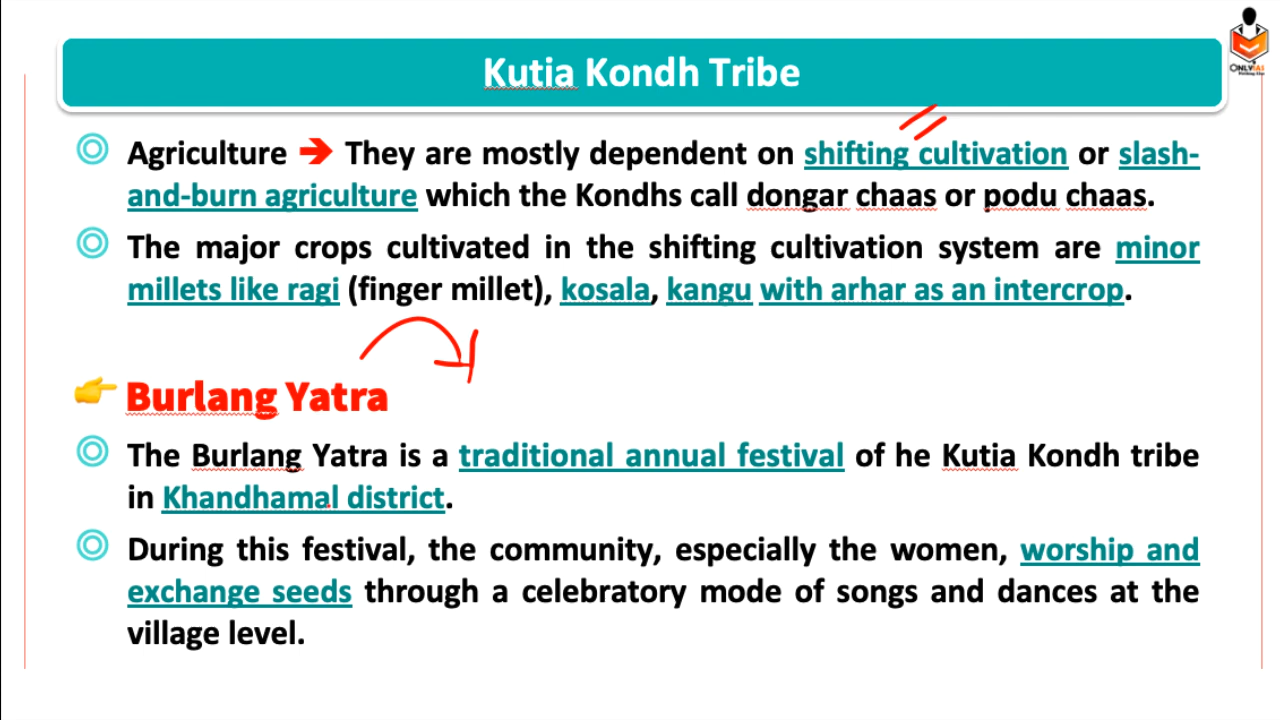 Kutia Kondh Tribe
ONLYIAS
Agriculture ➔ They are mostly dependent on shifting cultivation or slash-
and-burn agriculture which the Kondhs call dongar chaas or podu chaas.
The major crops cultivated in the shifting cultivation system are minor
millets like ragi (finger millet), kosala, kangu with arhar as an intercrop.
Burlang Yatra
The Burlang Yatra is a traditional annual festival of he Kutia Kondh tribe
in Khandhamal district.
During this festival, the community, especially the women, worship and
exchange seeds through a celebratory mode of songs and dances at the
village level.